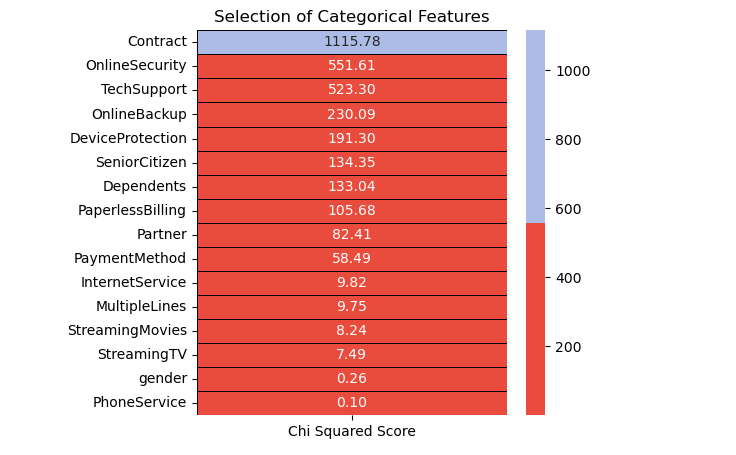 Selection of Categorical Features
Contract 1115.78
OnlineSecurity 551.61
TechSupport 523.30
OnlineBackup 230.09
DeviceProtection 191.30
SeniorCitizen 134.35
Dependents 133.04
PaperlessBilling 105.68
Partner 82.41
PaymentMethod 58.49
InternetService 9.82
MultipleLines 9.75
StreamingMovies 8.24
StreamingTV 7.49
gender 0.26
PhoneService 0.10
Chi Squared Score
1000
800
600
400
200